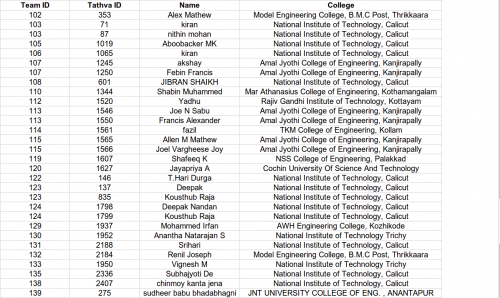 Team ID Tathva ID Name College
102 353 Alex Mathew Model Engineering College, B.M.C Post, Thrikkaara
103 71 kiran National Institute of Technology, Calicut
103 87 nithin mohan National Institute of Technology, Calicut
105 1019 Aboobacker MK National Institute of Technology, Calicut
106 1065 kiran National Institute of Technology, Calicut
107 1245 akshay Amal Jyothi College of Engineering, Kanjirapally
107 1250 Febin Francis Amal Jyothi College of Engineering, Kanjirapally
108 601 JIBRAN SHAIKH National Institute of Technology, Calicut
110 1344 Shabin Muhammed Mar Athanasius College of Engineering, Kothamangalam
112 1520 Yadhu Rajiv Gandhi Institute of Technology, Kottayam
113 1546 Joe N Sabu Amal Jyothi College of Engineering, Kanjirapally
113 1550 Francis Alexander Amal Jyothi College of Engineering, Kanjirapally
114 1561 fazil TKM College of Engineering, Kollam
115 1565 Allen M Mathew Amal Jyothi College of Engineering, Kanjirapally
115 1566 Joel Vargheese Joy Amal Jyothi College of Engineering, Kanjirapally
119 1607 Shafeeq K NSS College of Engineering, Palakkad
120 1627 Jayapriya A Cochin University Of Science And Technology
122 146 T.Hari Durga National Institute of Technology, Calicut
123 137 Deepak National Institute of Technology, Calicut
123 835 Kousthub Raja National Institute of Technology, Calicut
124 1798 Deepak Nandan National Institute of Technology, Calicut
124 1799 Kousthub Raja National Institute of Technology, Calicut
129 1937 Mohammed Irfan AWH Engineering College, Kozhikode
130 1952 Anantha Natarajan S National Institute of Technology Trichy
131 2188 Srihari National Institute of Technology, Calicut
132 2184 Renil Joseph Model Engineering College, B.M.C Post, Thrikkaara
133 1950 Vignesh M National Institute of Technology Trichy
135 2336 Subhajyoti De National Institute of Technology, Calicut
138 2407 chinmoy kanta jena National Institute of Technology, Calicut
139 275 sudheer babu bhadabhagni JNT UNIVERSITY COLLEGE OF ENG. , ANANTAPUR